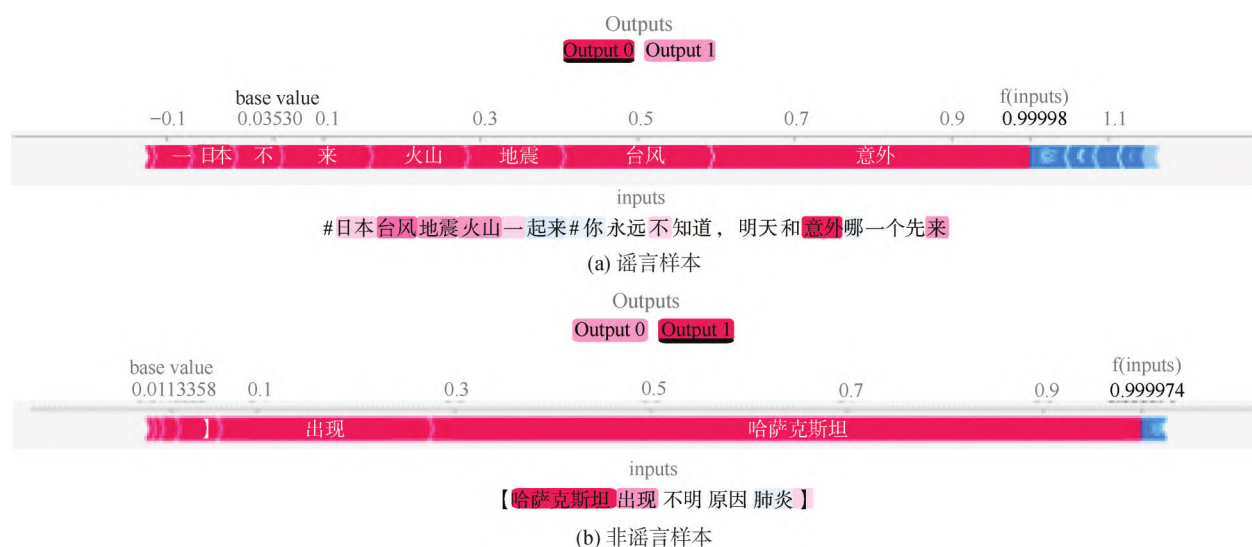 Outputs
Output 0 Output 1
base value f(inputs)
−0.1 0.03530 0.1 0.3 0.5 0.7 0.9 0.99998 1.1
一 日本 不 来 火山 地震 台风 意外
inputs
#日本台风地震火山一起来#你永远不知道，明天和意外哪一个先来
(a) 谣言样本
Outputs
Output 0 Output 1
base value f(inputs)
0.0113358 0.1 0.3 0.5 0.7 0.9 0.999974
】 出现 哈萨克斯坦
inputs
【哈萨克斯坦 出现 不明 原因 肺炎 】
(b) 非谣言样本